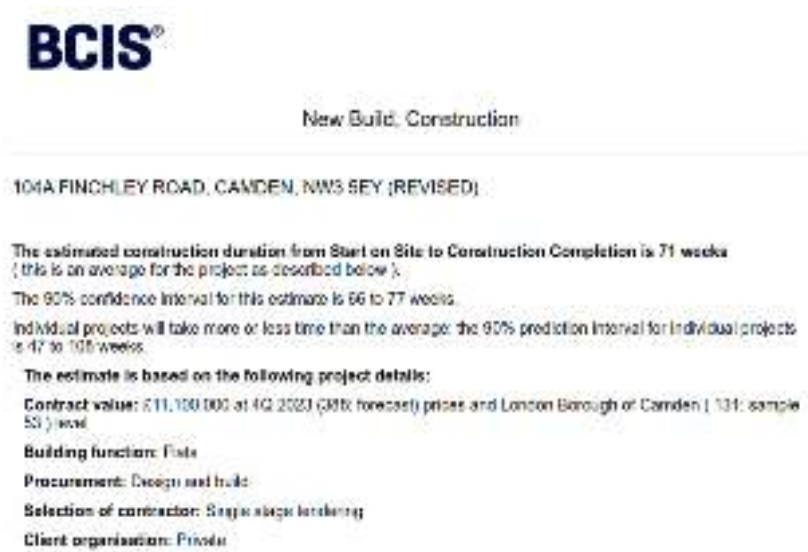 BCIS®
New Build, Construction
104A FINCHLEY ROAD, CAMDEN, NW3 5EY (REVISED)
The estimated construction duration from Start on Site to Construction Completion is 71 weeks
( this is an average for the project as described below ).
The 90% confidence interval for this estimate is 66 to 77 weeks.
Individual projects will take more or less time than the average: the 90% prediction interval for individual projects
is 47 to weeks.
The estimate is based on the following project details:
Contract value: £11,100,000 at 4Q 2023 forecast) prices and London Borough of Camden ( 131; sample
53 ) level
Building function: Flats
Procurement: Design and build
Selection of contractor: Single stage tendering
Client organisation: Private